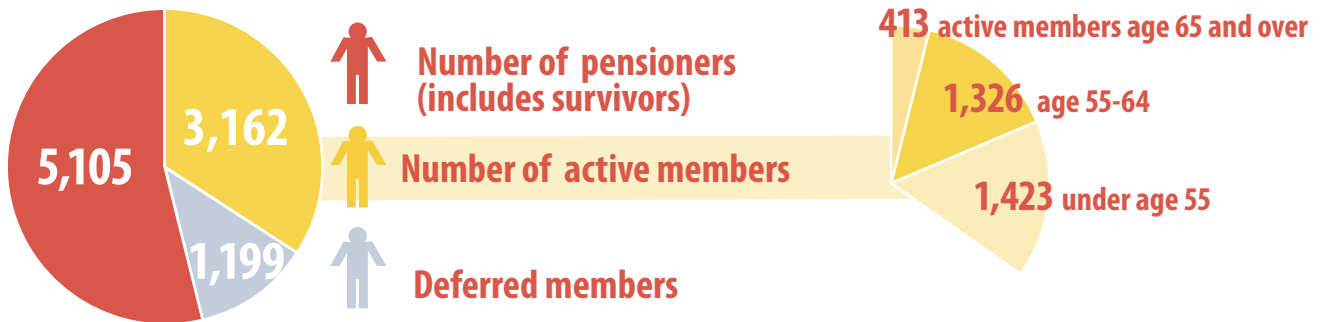 5,105
3,162
1,199
Number of pensioners
(includes survivors)
Number of active members
Deferred members
413 active members age 65 and over
1,326 age 55-64
1,423 under age 55